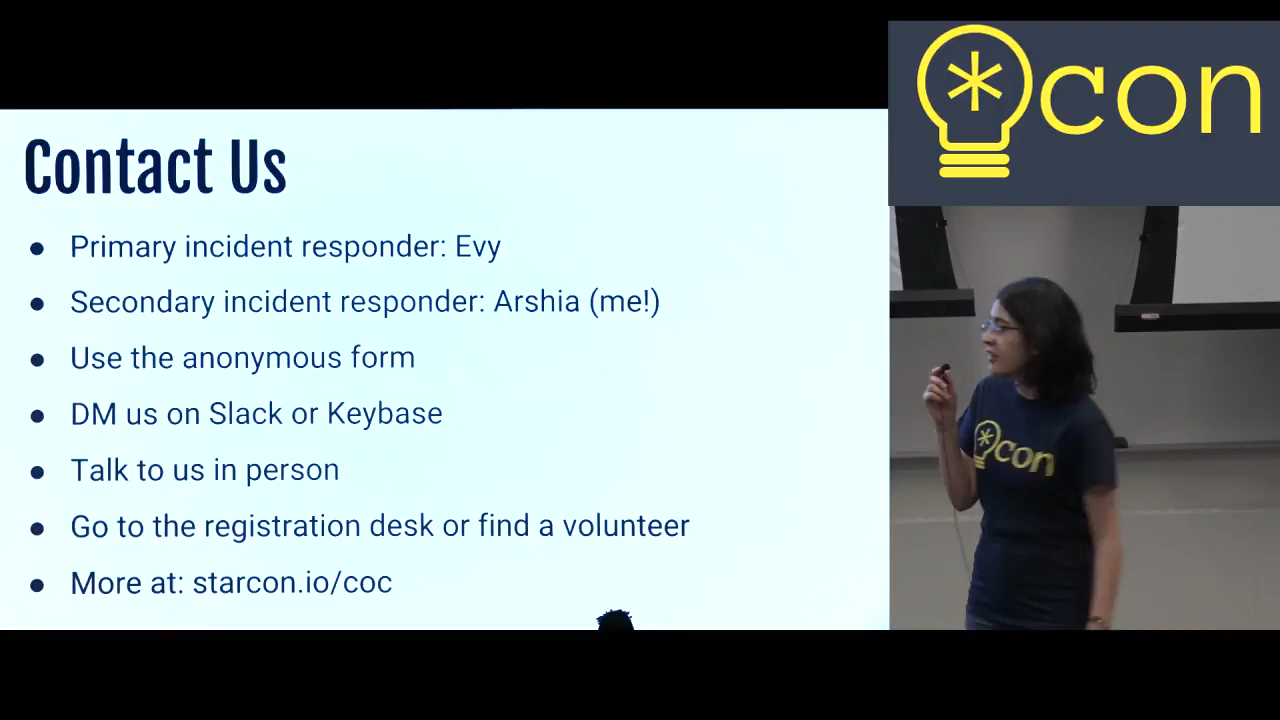 Contact Us
● Primary incident responder: Evy
● Secondary incident responder: Arshia (me!)
● Use the anonymous form
● DM us on Slack or Keybase
● Talk to us in person
● Go to the registration desk or find a volunteer
● More at: starcon.io/coc
*con
*con